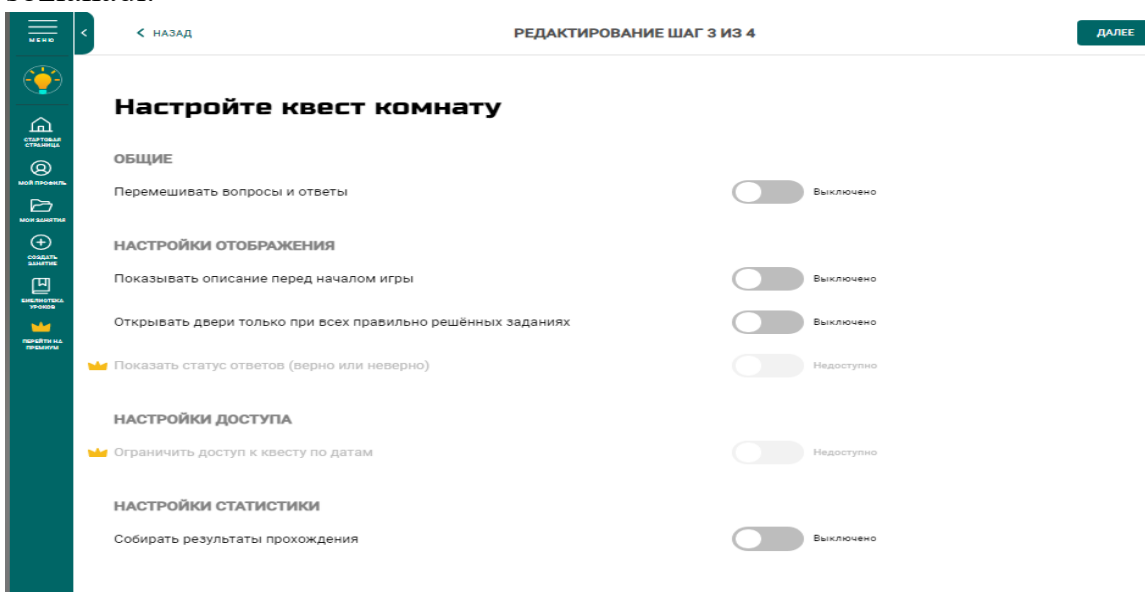 МЕНЮ
НАЗАД
РЕДАКТИРОВАНИЕ ШАГ 3 ИЗ 4
ДАЛЕЕ
СТАРТОВАЯ
СТРАНИЦА
МОЙ ПРОФИЛЬ
МОИ ЗАНЯТИЯ
СОЗДАТЬ
ЗАНЯТИЕ
БИБЛИОТЕКА
УРОКОВ
ПЕРЕЙТИ НА
ПРЕМИУМ
Настройте квест комнату
ОБЩИЕ
Перемешивать вопросы и ответы
Выключено
НАСТРОЙКИ ОТОБРАЖЕНИЯ
Показывать описание перед началом игры
Выключено
Открывать двери только при всех правильно решённых заданиях
Выключено
Показать статус ответов (верно или неверно)
Недоступно
НАСТРОЙКИ ДОСТУПА
Ограничить доступ к квесту по датам
Недоступно
НАСТРОЙКИ СТАТИСТИКИ
Собирать результаты прохождения
Выключено